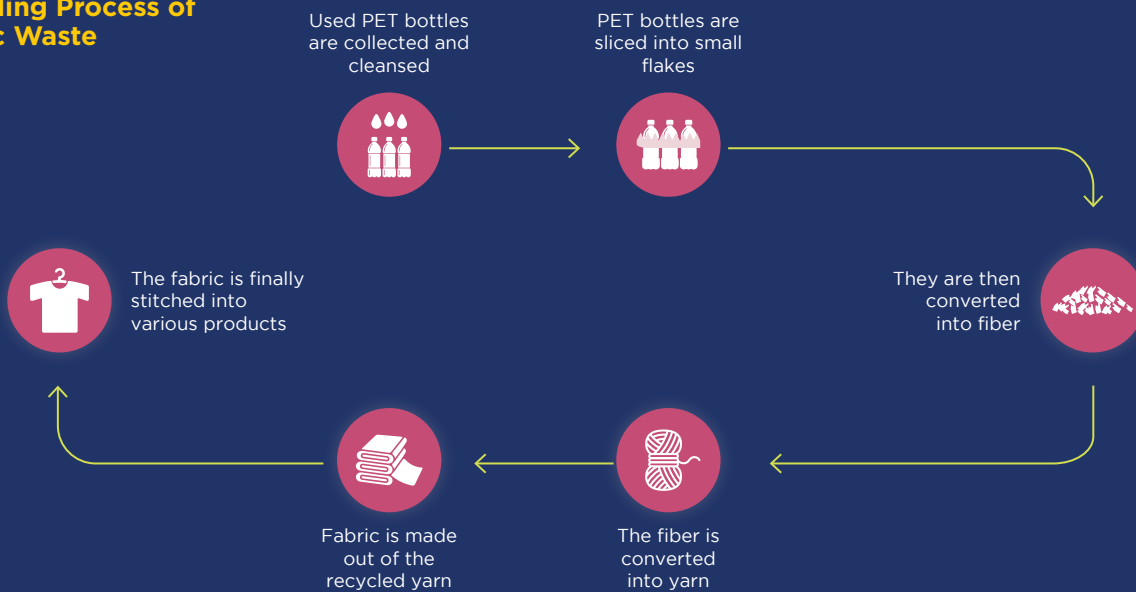 ling Process of
c Waste
Used PET bottles
are collected and
cleansed
PET bottles are
sliced into small
flakes
They are then
converted
into fiber
The fiber is
converted
into yarn
Fabric is made
out of the
recycled yarn
The fabric is finally
stitched into
various products